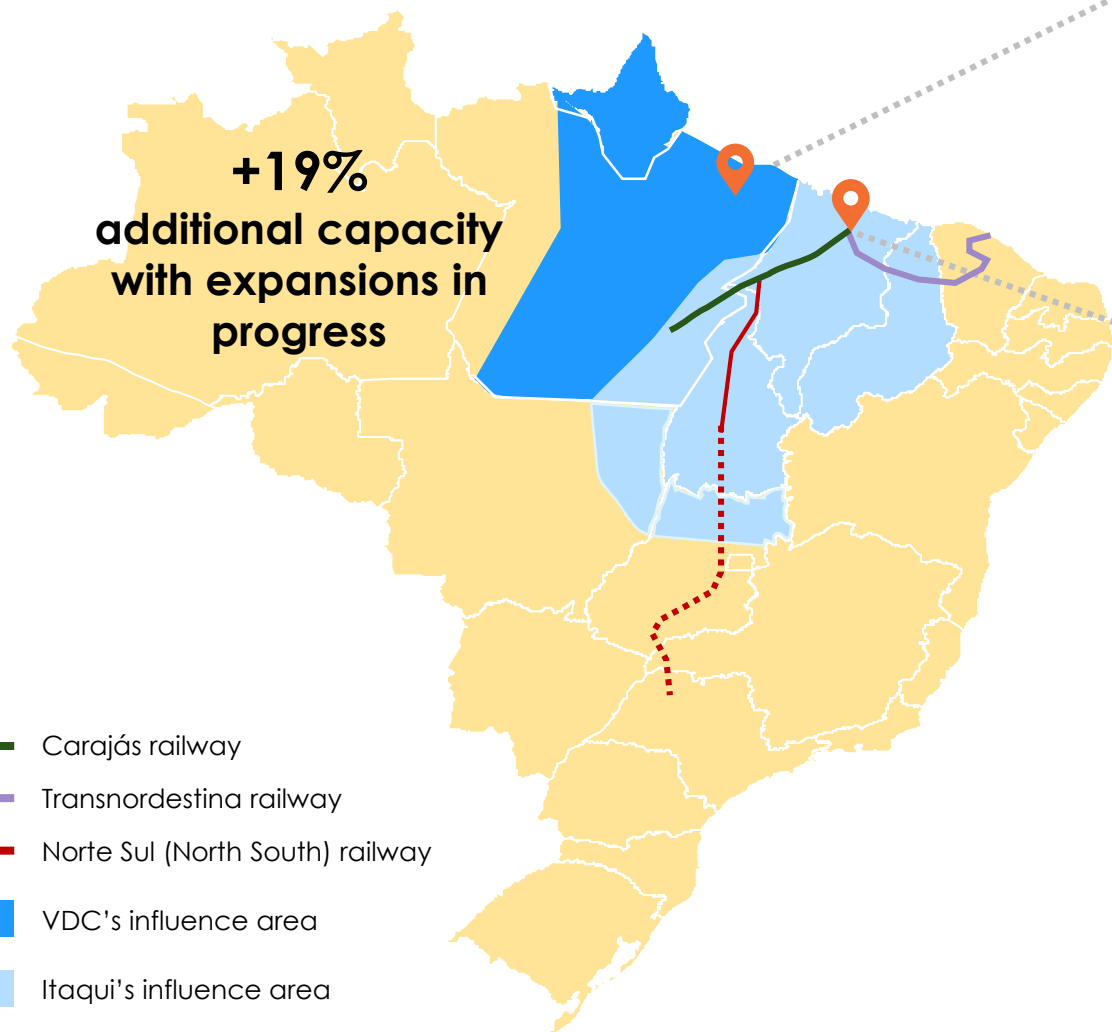 +19%
additional capacity
with expansions in
progress
Carajás railway
Transnordestina railway
Norte Sul (North South) railway
VDC's influence area
Itaqui's influence area